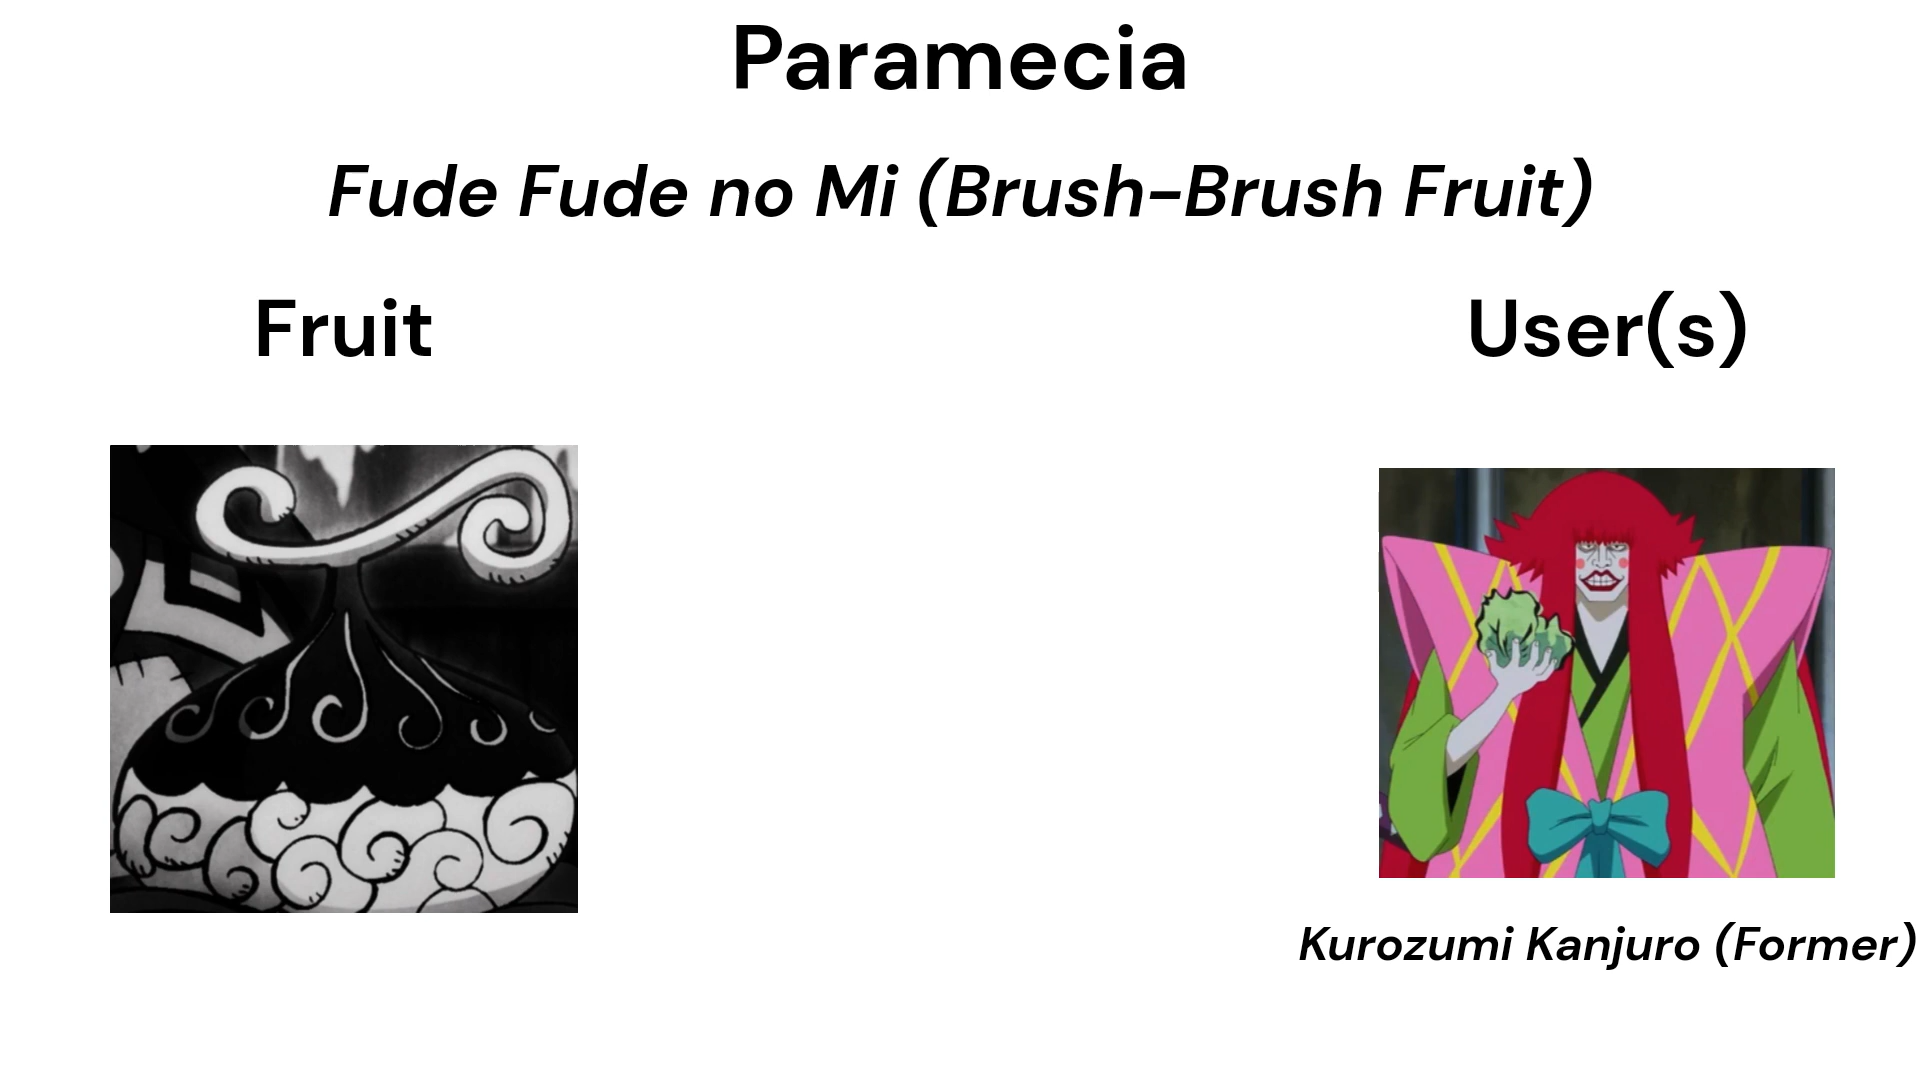 Paramecia
Fude Fude no Mi (Brush-Brush Fruit)
Fruit
User(s)
Kurozumi Kanjuro (Former)